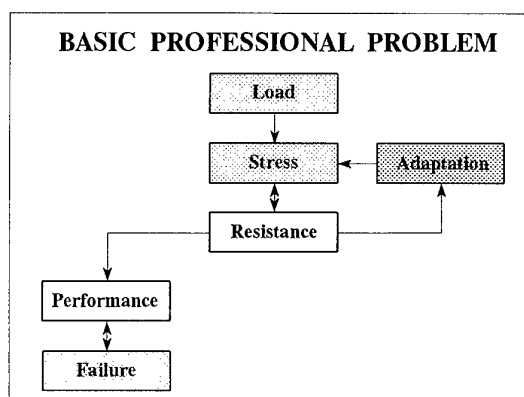 BASIC PROFESSIONAL PROBLEM
Load
Stress
Adaptation
Resistance
Performance
Failure